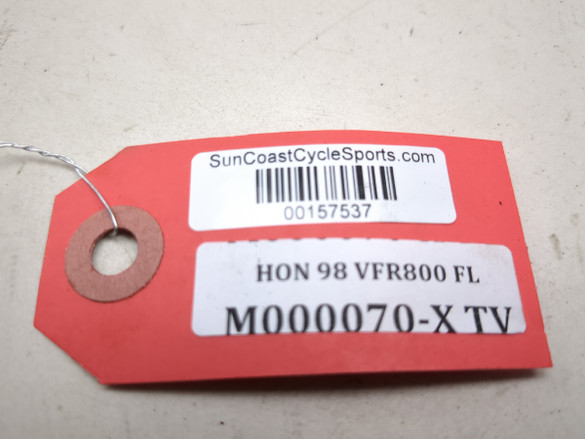 SunCoastCycleSports.com
00157537
HON 98 VFR800 FL
M000070-X TV